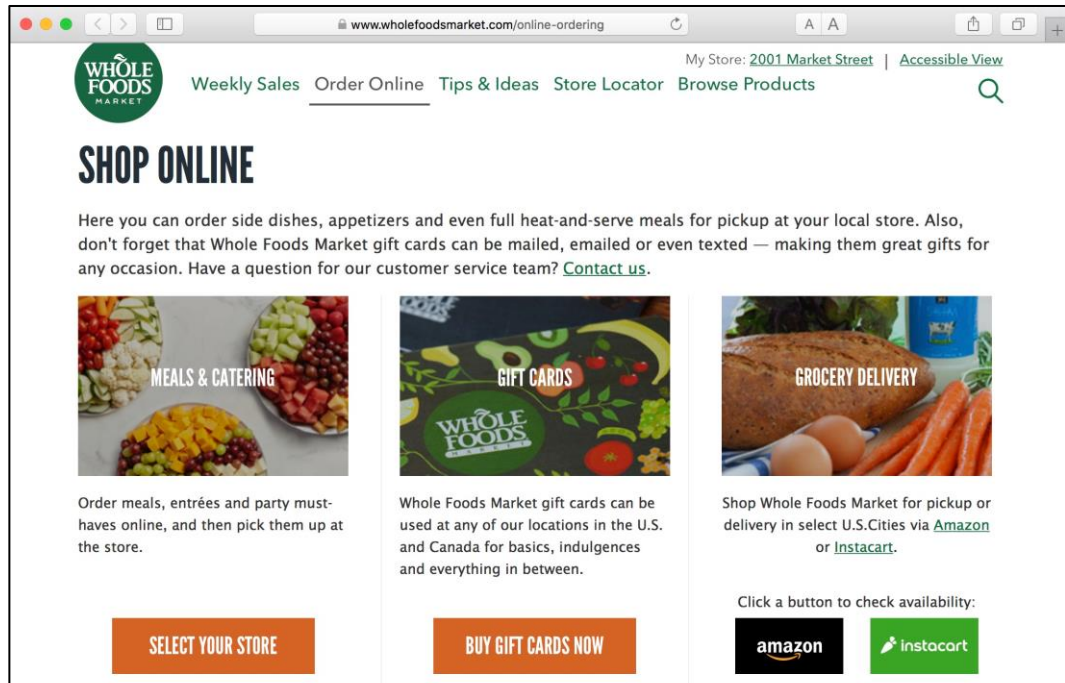 www.wholefoodsmarket.com/online-ordering
A A
WHOLE
FOODS
MARKET
My Store: 2001 Market Street | Accessible View
Weekly Sales Order Online Tips & Ideas Store Locator Browse Products
SHOP ONLINE
Here you can order side dishes, appetizers and even full heat-and-serve meals for pickup at your local store. Also,
don't forget that Whole Foods Market gift cards can be mailed, emailed or even texted — making them great gifts for
any occasion. Have a question for our customer service team? Contact us.
MEALS & CATERING
Order meals, entrées and party must-
haves online, and then pick them up at
the store.
SELECT YOUR STORE
GIFT CARDS
WHOLE
FOODS
MARKET
Whole Foods Market gift cards can be
used at any of our locations in the U.S.
and Canada for basics, indulgences
and everything in between.
BUY GIFT CARDS NOW
GROCERY DELIVERY
Shop Whole Foods Market for pickup or
delivery in select U.S.Cities via Amazon
or Instacart.
Click a button to check availability:
amazon
instacart